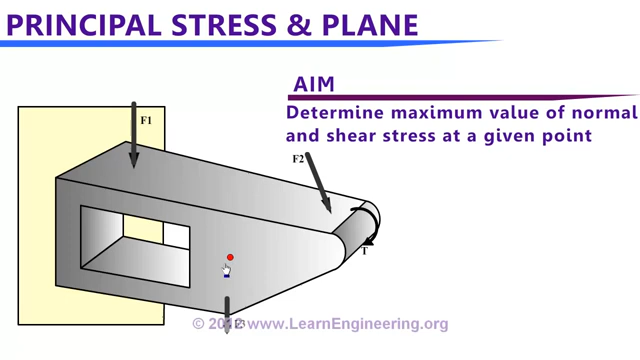 PRINCIPAL STRESS & PLANE
AIM
Determine maximum value of normal
and shear stress at a given point
F1
F2
T
© 2012 www.LearnEngineering.org